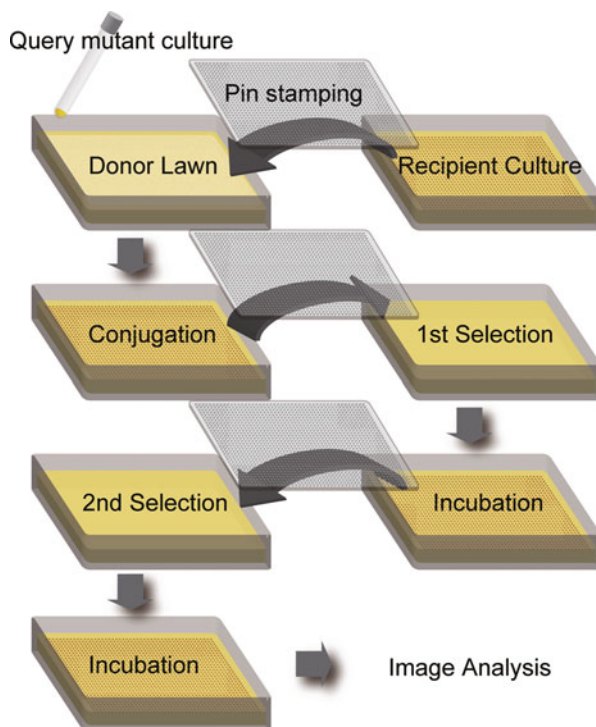 Query mutant culture
Pin stamping
Donor Lawn
Recipient Culture
Conjugation
1st Selection
2nd Selection
Incubation
Incubation
Image Analysis